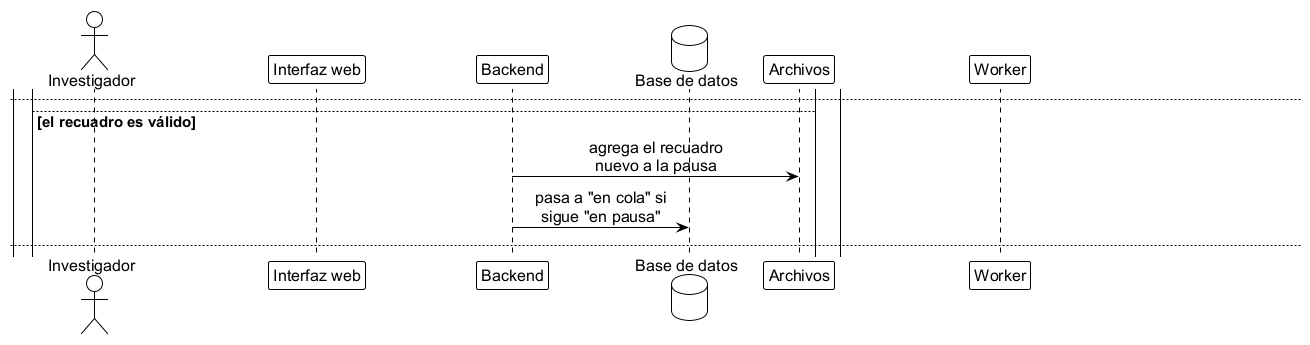 Investigador
Interfaz web
Backend
Base de datos
Archivos
Worker
[el recuadro es válido]
agrega el recuadro
nuevo a la pausa
pasa a "en cola" si
sigue "en pausa"
Investigador
Interfaz web
Backend
Base de datos
Archivos
Worker